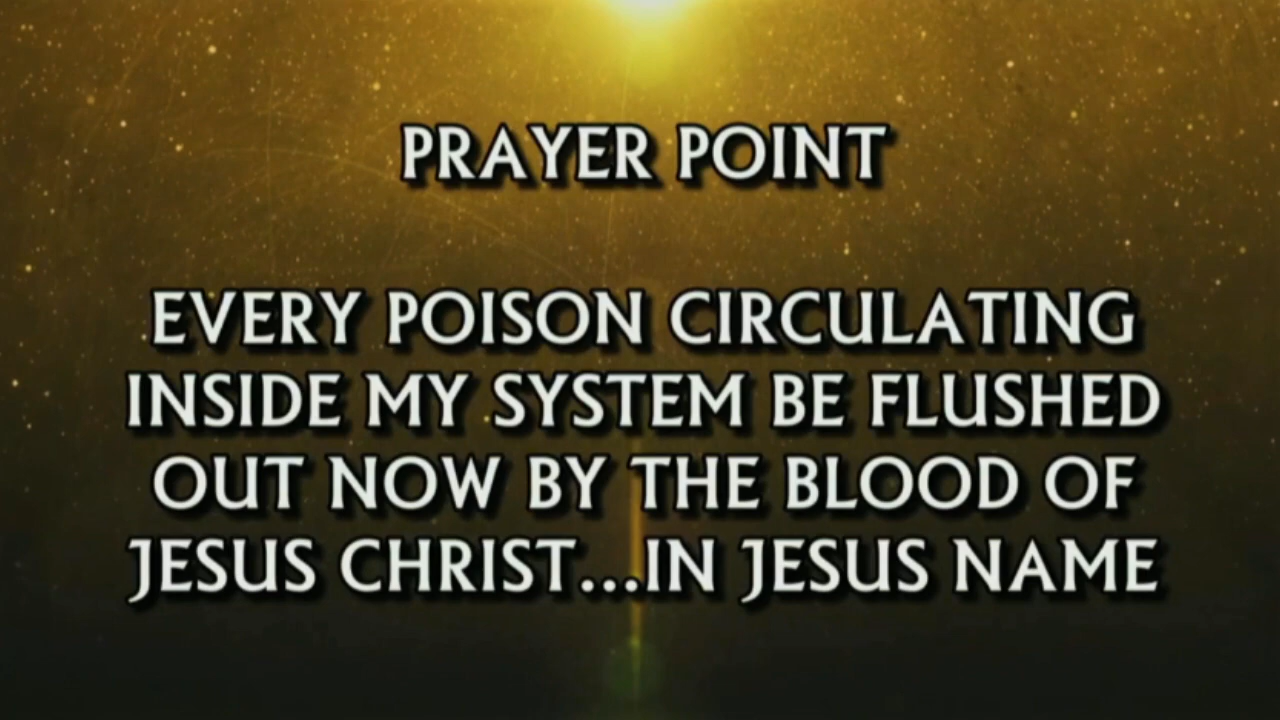 PRAYER POINT
EVERY POISON CIRCULATING
INSIDE MY SYSTEM BE FLUSHED
OUT NOW BY THE BLOOD OF
JESUS CHRIST...IN JESUS NAME